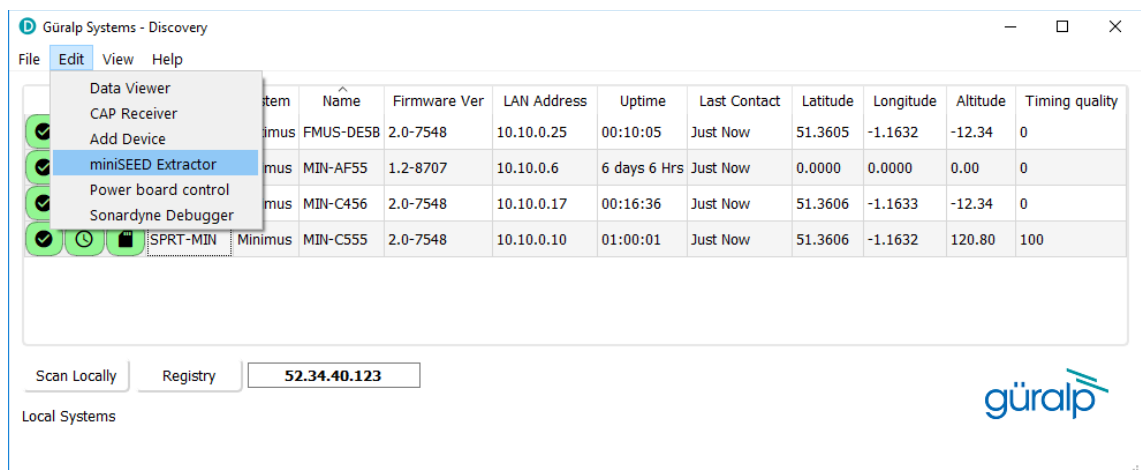 Güralp Systems - Discovery
File Edit View Help
Data Viewer
CAP Receiver
Add Device
miniSEED Extractor
Power board control
Sonardyne Debugger
Name Firmware Ver LAN Address Uptime Last Contact Latitude Longitude Altitude Timing quality
FMUS-DE5B 2.0-7548 10.10.0.25 00:10:05 Just Now 51.3605 -1.1632 -12.34 0
MIN-AF55 1.2-8707 10.10.0.6 6 days 6 Hrs Just Now 0.0000 0.0000 0.00 0
MIN-C456 2.0-7548 10.10.0.17 00:16:36 Just Now 51.3606 -1.1633 -12.34 0
SPRT-MIN Minimus MIN-C555 2.0-7548 10.10.0.10 01:00:01 Just Now 51.3606 -1.1632 120.80 100
Scan Locally Registry 52.34.40.123
Local Systems
güralp